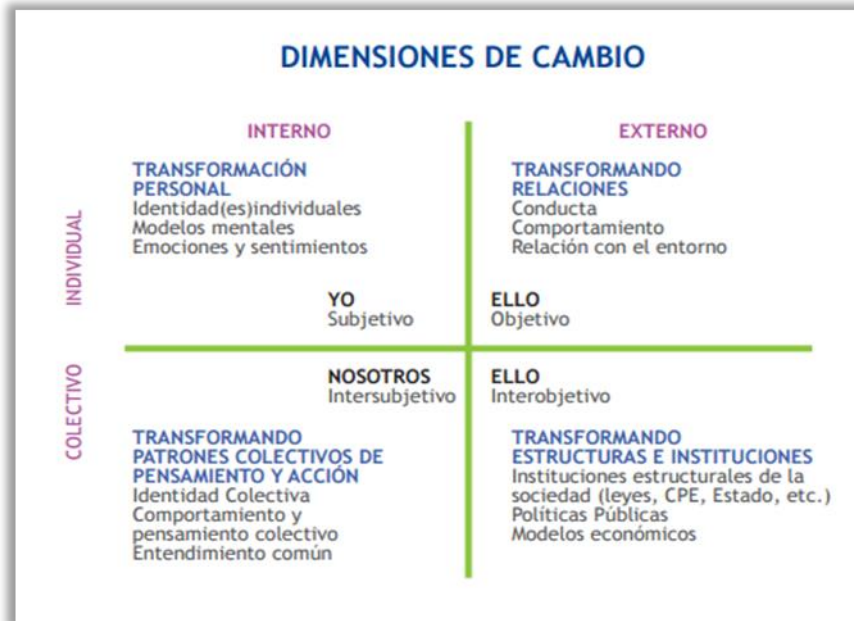 DIMENSIONES DE CAMBIO
INTERNO
EXTERNO
INDIVIDUAL
TRANSFORMACIÓN
PERSONAL
Identidad(es)individuales
Modelos mentales
Emociones y sentimientos
YO
Subjetivo
TRANSFORMANDO
RELACIONES
Conducta
Comportamiento
Relación con el entorno
ELLO
Objetivo
COLECTIVO
NOSOTROS
Intersubjetivo
TRANSFORMANDO
PATRONES COLECTIVOS DE
PENSAMIENTO Y ACCIÓN
Identidad Colectiva
Comportamiento y
pensamiento colectivo
Entendimiento común
ELLO
Interobjetivo
TRANSFORMANDO
ESTRUCTURAS E INSTITUCIONES
Instituciones estructurales de la
sociedad (leyes, CPE, Estado, etc.)
Políticas Públicas
Modelos económicos